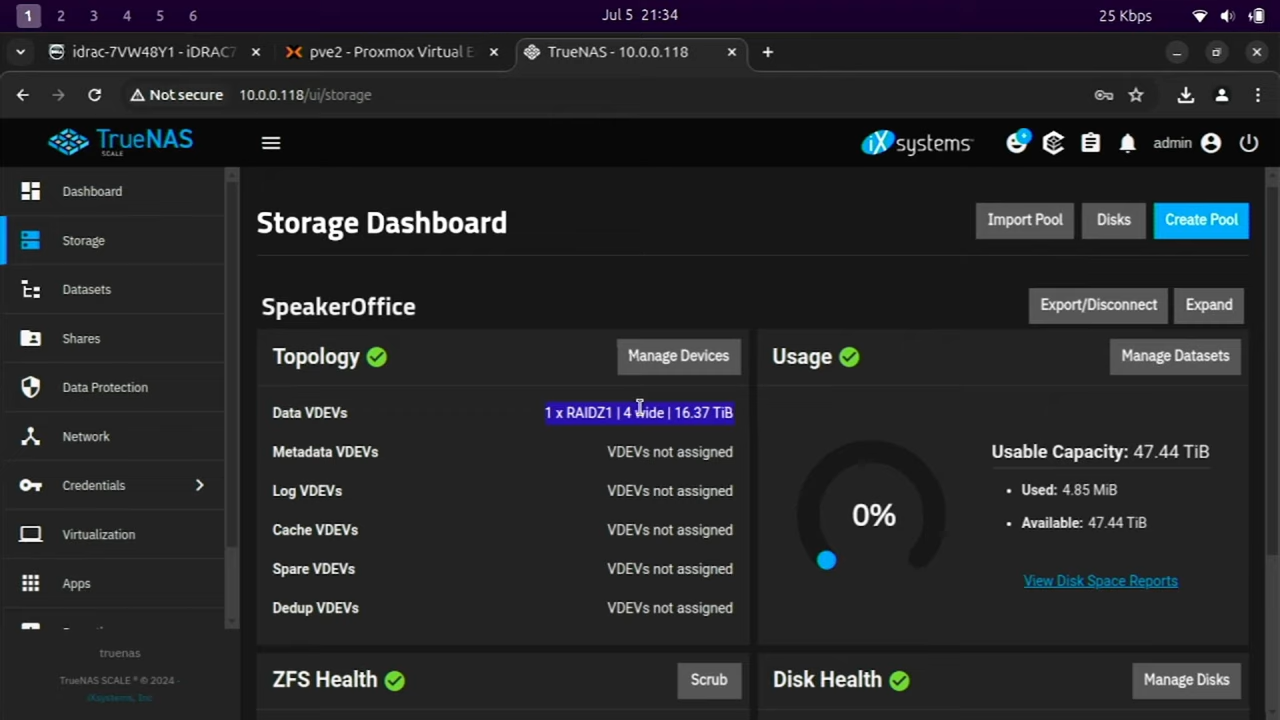 1 2 3 4 5 6 Jul 5 21:34 25 Kbps
idrac-7VW48Y1 - iDRAC7 pve2 - Proxmox Virtual E TrueNAS - 10.0.0.118
Not secure 10.0.0.118/ui/storage
TrueNAS SCALE iXsystems admin
Dashboard
Storage
Datasets
Shares
Data Protection
Network
Credentials
Virtualization
Apps
truenas
TrueNAS SCALE ® © 2024 -
iXsystems, Inc
Storage Dashboard Import Pool Disks Create Pool
SpeakerOffice Export/Disconnect Expand
Topology Manage Devices
Data VDEVs 1 x RAIDZ1 | 4 wide | 16.37 TiB
Metadata VDEVs VDEVs not assigned
Log VDEVs VDEVs not assigned
Cache VDEVs VDEVs not assigned
Spare VDEVs VDEVs not assigned
Dedup VDEVs VDEVs not assigned
Usage Manage Datasets
0%
Usable Capacity: 47.44 TiB
Used: 4.85 MiB
Available: 47.44 TiB
View Disk Space Reports
ZFS Health Scrub
Disk Health Manage Disks